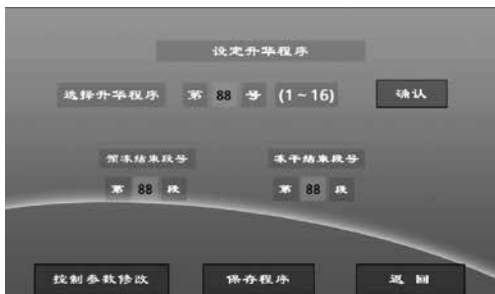 设定升华程序
选择升华程序 第 88 号 (1~16) 确认
预冻结束段号 冻干结束段号
第 88 段 第 88 段
控制参数修改 保存程序 返回